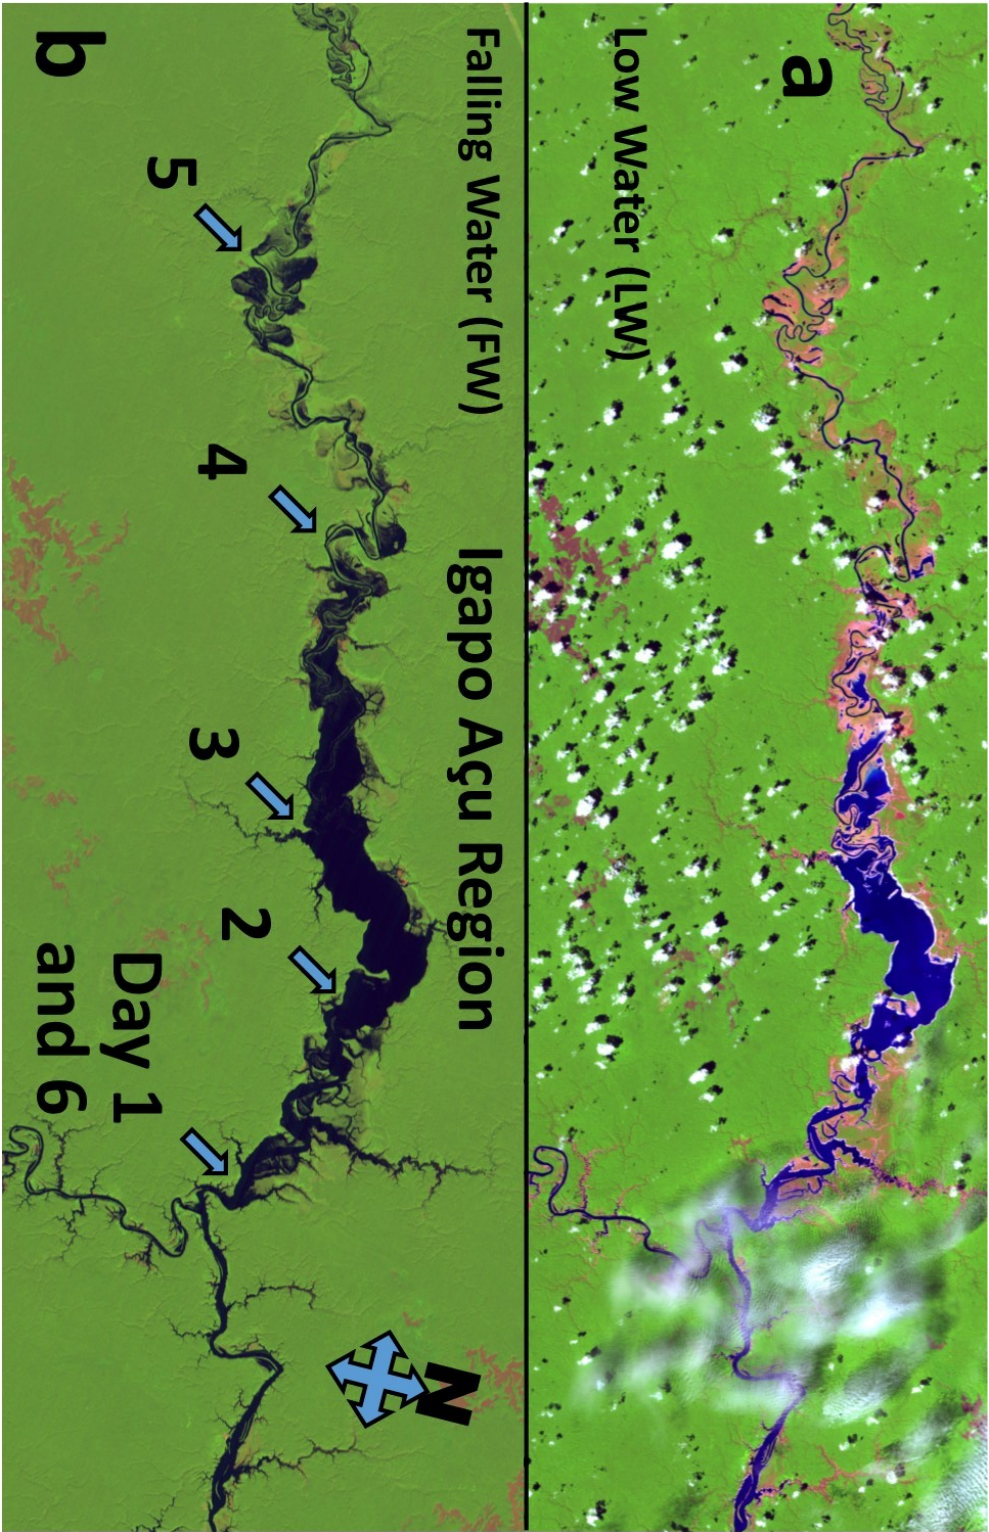 a
Low Water (LW)
Igapo Açu Region
Falling Water (FW)
b
5
4
3
2
Day 1
and 6
N